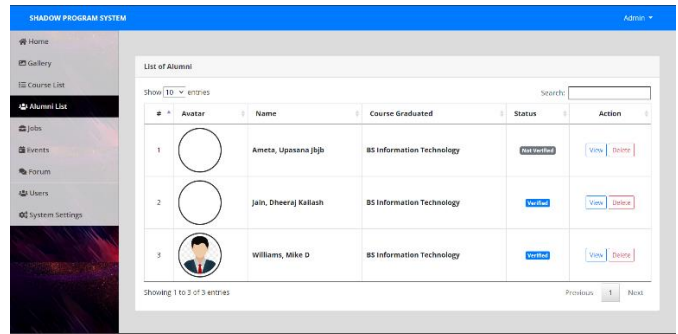 SHADOW PROGRAM SYSTEM
Admin
Home
Gallery
Course List
Alumni List
Jobs
Events
Forum
Users
System Settings
List of Alumni
Show 10 entries
Search:
# Avatar Name Course Graduated Status Action
1 Ameta, Upasana Jbjb BS Information Technology Not Verified View Delete
2 Jain, Dheeraj Kailash BS Information Technology Verified View Delete
3 Williams, Mike D BS Information Technology Verified View Delete
Showing 1 to 3 of 3 entries
Previous 1 Next